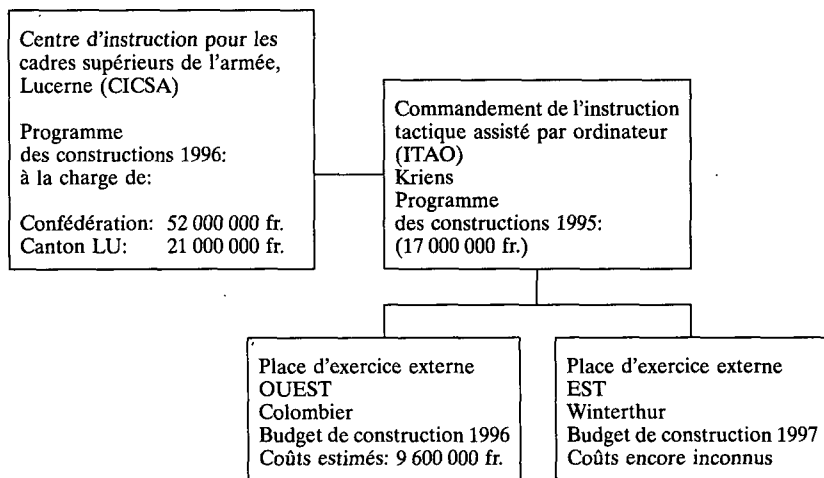 Centre d'instruction pour les
cadres supérieurs de l'armée,
Lucerne (CICSA)
Programme
des constructions 1996:
à la charge de:
Confédération: 52 000 000 fr.
Canton LU: 21 000 000 fr.
Commandement de l'instruction
tactique assisté par ordinateur
(ITAO)
Kriens
Programme
des constructions 1995:
(17 000 000 fr.)
Place d'exercice externe
OUEST
Colombier
Budget de construction 1996
Coûts estimés: 9 600 000 fr.
Place d'exercice externe
EST
Winterthur
Budget de construction 1997
Coûts encore inconnus